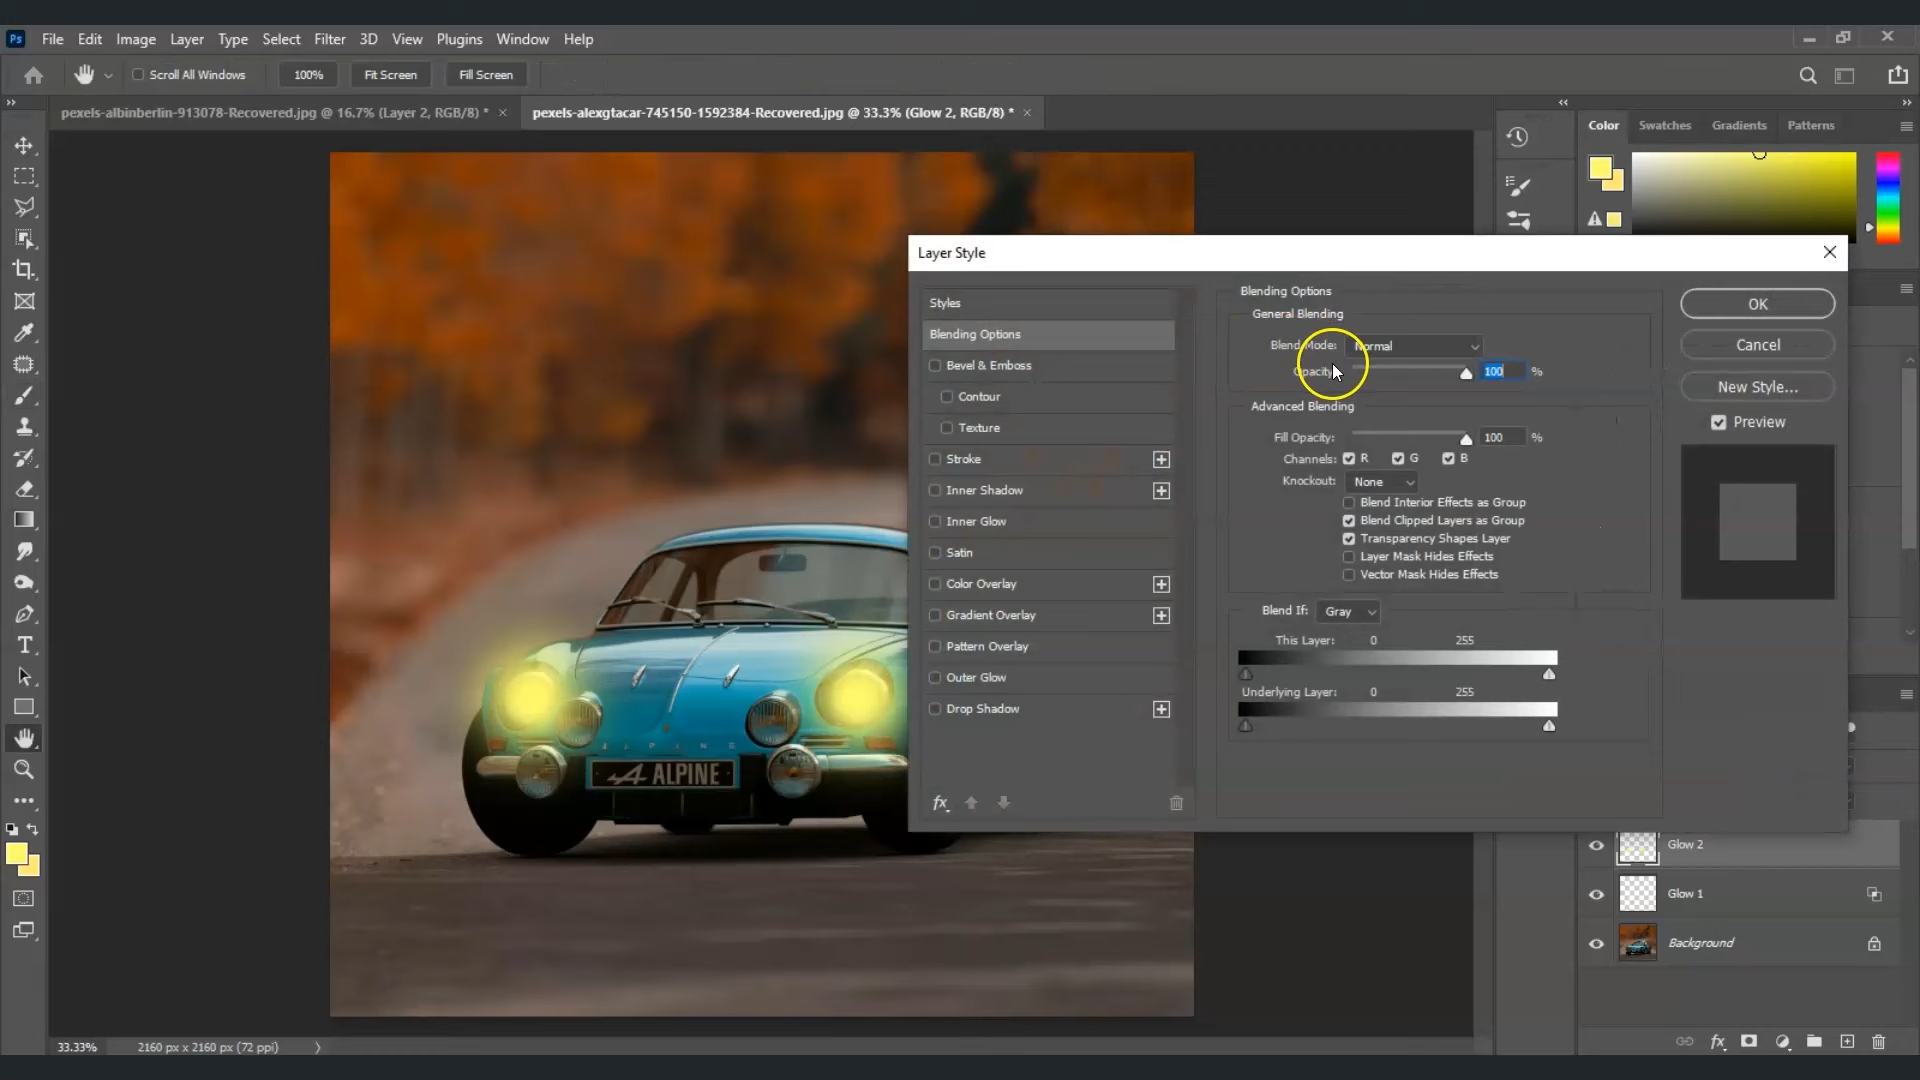 Ps File Edit Image Layer Type Select Filter 3D View Plugins Window Help
Scroll All Windows 100% Fit Screen Fill Screen
pexels-albinberlin-913078-Recovered.jpg @ 16.7% (Layer 2, RGB/8) *
pexels-alexgtacar-745150-1592384-Recovered.jpg @ 33.3% (Glow 2, RGB/8) *
Color Swatches Gradients Patterns
Layer Style
Styles
Blending Options
Bevel & Emboss
Contour
Texture
Stroke
Inner Shadow
Inner Glow
Satin
Color Overlay
Gradient Overlay
Pattern Overlay
Outer Glow
Drop Shadow
fx
Blending Options
General Blending
Blend Mode: Normal
Opacity: 100 %
Advanced Blending
Fill Opacity: 100 %
Channels: R G B
Knockout: None
Blend Interior Effects as Group
Blend Clipped Layers as Group
Transparency Shapes Layer
Layer Mask Hides Effects
Vector Mask Hides Effects
Blend If: Gray
This Layer: 0 255
Underlying Layer: 0 255
OK
Cancel
New Style...
Preview
A L P I N E
ALPINE
Glow 2
Glow 1
Background
fx
33.33% 2160 px x 2160 px (72 ppi)